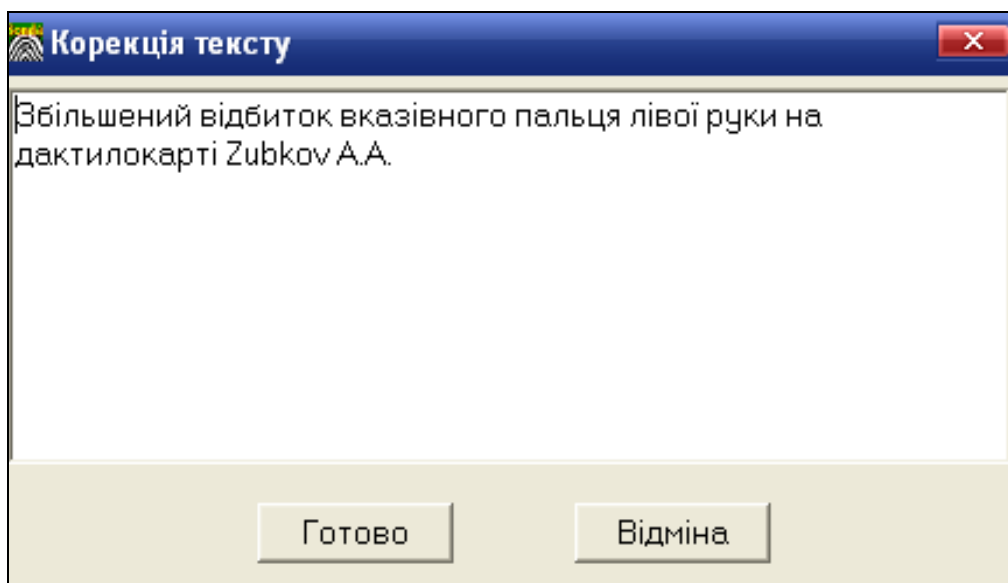 Корекція тексту
Збільшений відбиток вказівного пальця лівої руки на
дактилокарті Zubkov A.A.
Готово
Відміна